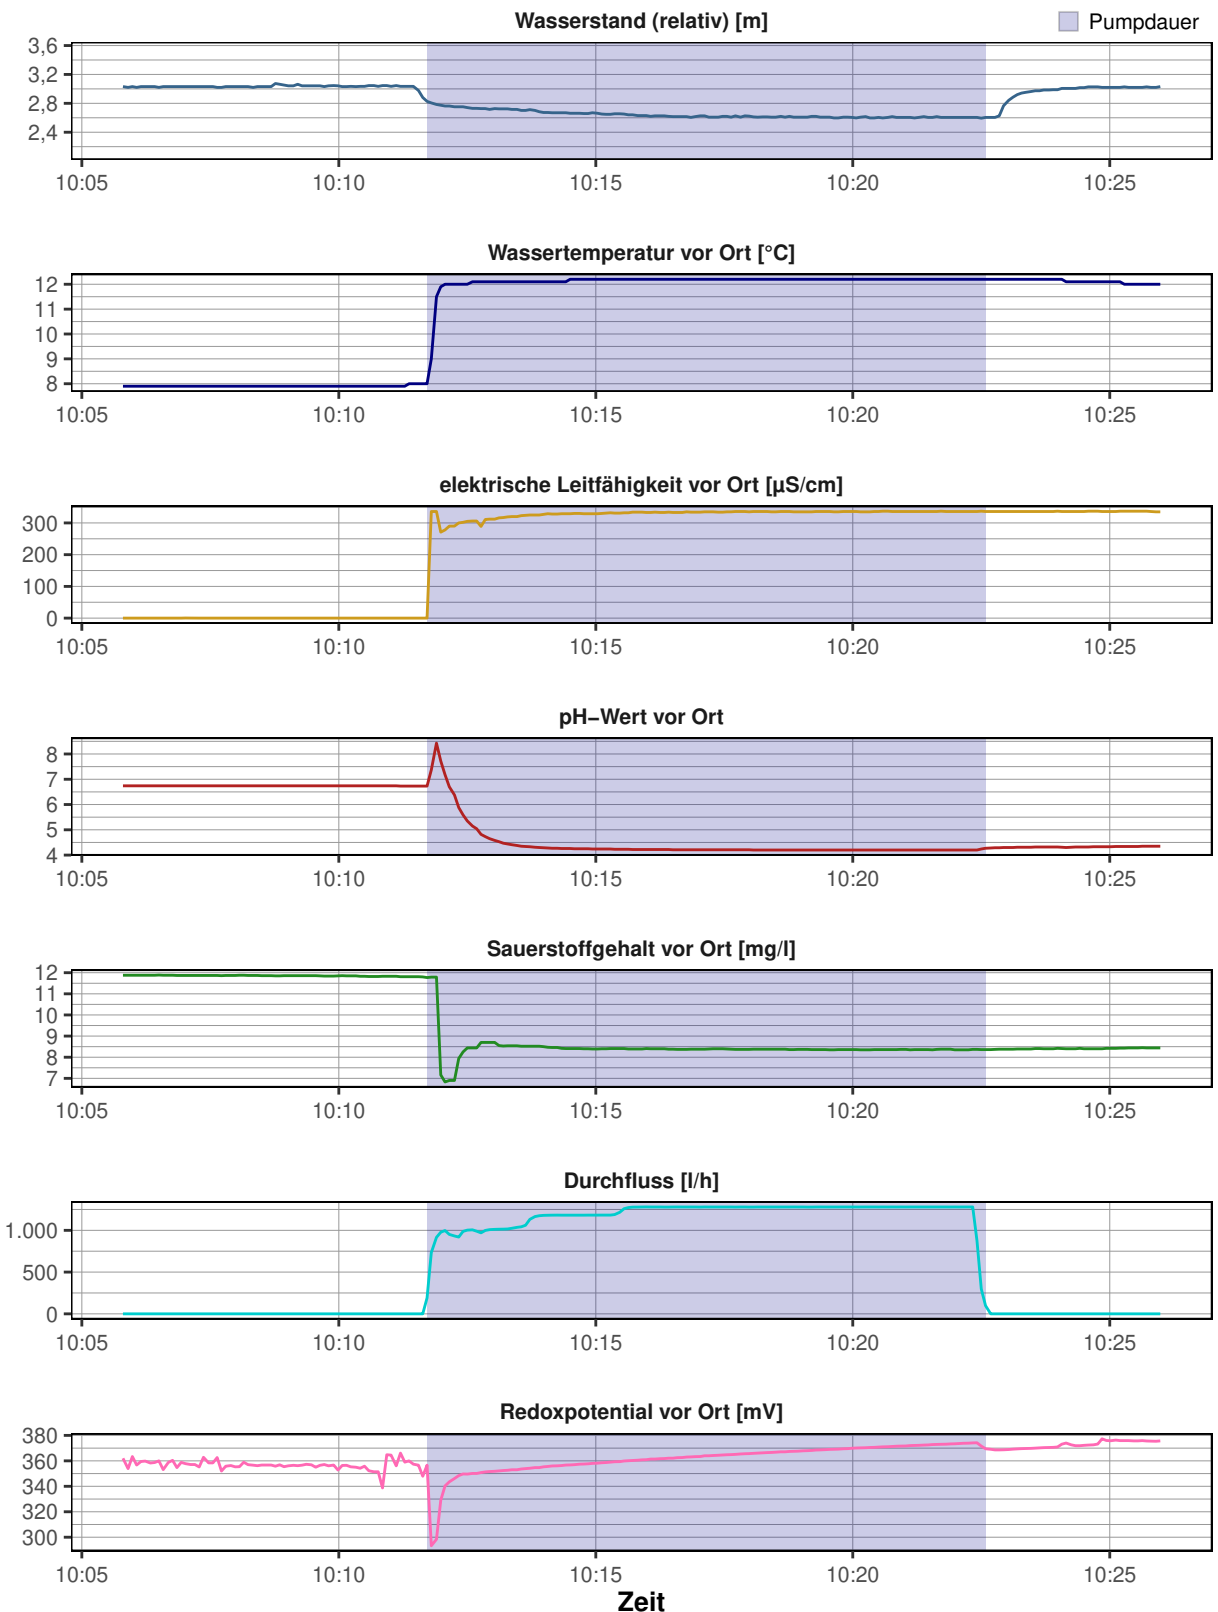 Wasserstand (relativ) [m]
Pumpdauer
3,6
3,2
2,8
2,4
10:05 10:10 10:15 10:20 10:25
Wassertemperatur vor Ort [°C]
12
11
10
9
8
10:05 10:10 10:15 10:20 10:25
elektrische Leitfähigkeit vor Ort [µS/cm]
300
200
100
0
10:05 10:10 10:15 10:20 10:25
pH−Wert vor Ort
8
7
6
5
4
10:05 10:10 10:15 10:20 10:25
Sauerstoffgehalt vor Ort [mg/l]
12
11
10
9
8
7
10:05 10:10 10:15 10:20 10:25
Durchfluss [l/h]
1.000
500
0
10:05 10:10 10:15 10:20 10:25
Redoxpotential vor Ort [mV]
380
360
340
320
300
10:05 10:10 10:15 10:20 10:25
Zeit